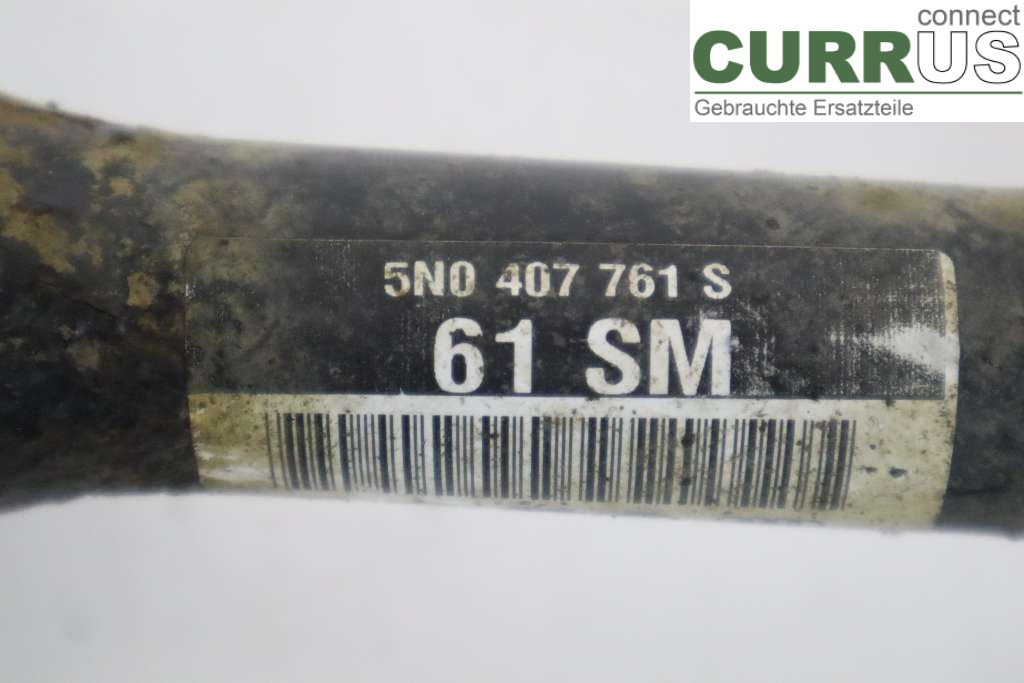 connect
CURRUS
Gebrauchte Ersatzteile
5N0 407 761 S
61 SM